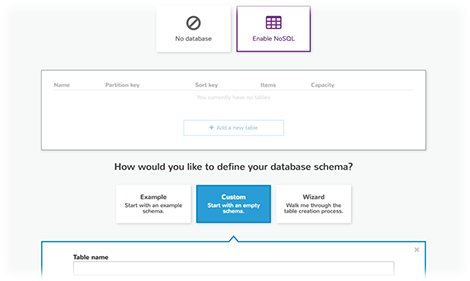 No database Enable NoSQL
Name Partition key Sort key Items Capacity
You currently have no tables
+ Add a new table
How would you like to define your database schema?
Example Custom Wizard
Start with an example Start with an empty Walk me through the
schema. schema. table creation process.
×
Table name